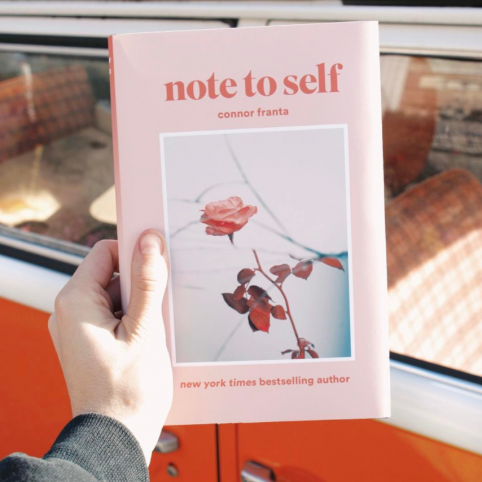 note to self
connor franta
new york times bestselling author